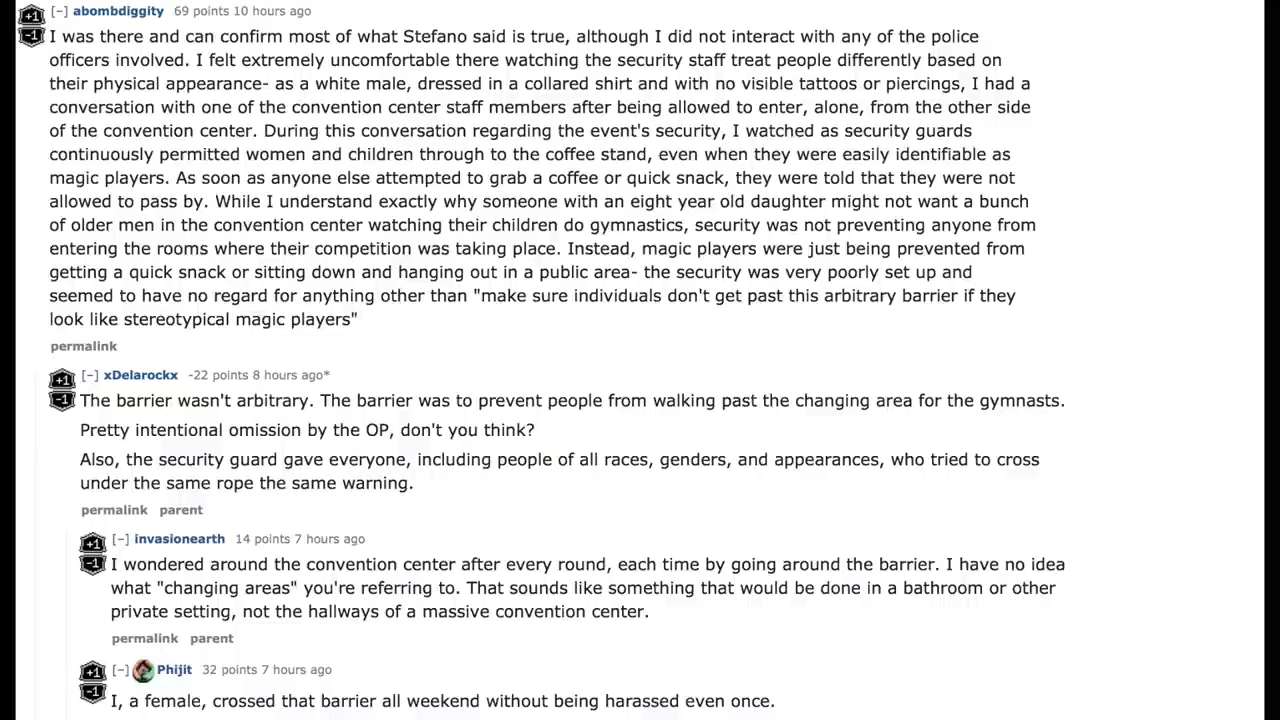 +1 [–] abombdiggity 69 points 10 hours ago
-1 I was there and can confirm most of what Stefano said is true, although I did not interact with any of the police
officers involved. I felt extremely uncomfortable there watching the security staff treat people differently based on
their physical appearance- as a white male, dressed in a collared shirt and with no visible tattoos or piercings, I had a
conversation with one of the convention center staff members after being allowed to enter, alone, from the other side
of the convention center. During this conversation regarding the event's security, I watched as security guards
continuously permitted women and children through to the coffee stand, even when they were easily identifiable as
magic players. As soon as anyone else attempted to grab a coffee or quick snack, they were told that they were not
allowed to pass by. While I understand exactly why someone with an eight year old daughter might not want a bunch
of older men in the convention center watching their children do gymnastics, security was not preventing anyone from
entering the rooms where their competition was taking place. Instead, magic players were just being prevented from
getting a quick snack or sitting down and hanging out in a public area- the security was very poorly set up and
seemed to have no regard for anything other than "make sure individuals don't get past this arbitrary barrier if they
look like stereotypical magic players"
permalink
+1 [–] xDelarockx -22 points 8 hours ago*
-1 The barrier wasn't arbitrary. The barrier was to prevent people from walking past the changing area for the gymnasts.
Pretty intentional omission by the OP, don't you think?
Also, the security guard gave everyone, including people of all races, genders, and appearances, who tried to cross
under the same rope the same warning.
permalink parent
+1 [–] invasionearth 14 points 7 hours ago
-1 I wondered around the convention center after every round, each time by going around the barrier. I have no idea
what "changing areas" you're referring to. That sounds like something that would be done in a bathroom or other
private setting, not the hallways of a massive convention center.
permalink parent
+1 [–] Phijit 32 points 7 hours ago
-1 I, a female, crossed that barrier all weekend without being harassed even once.